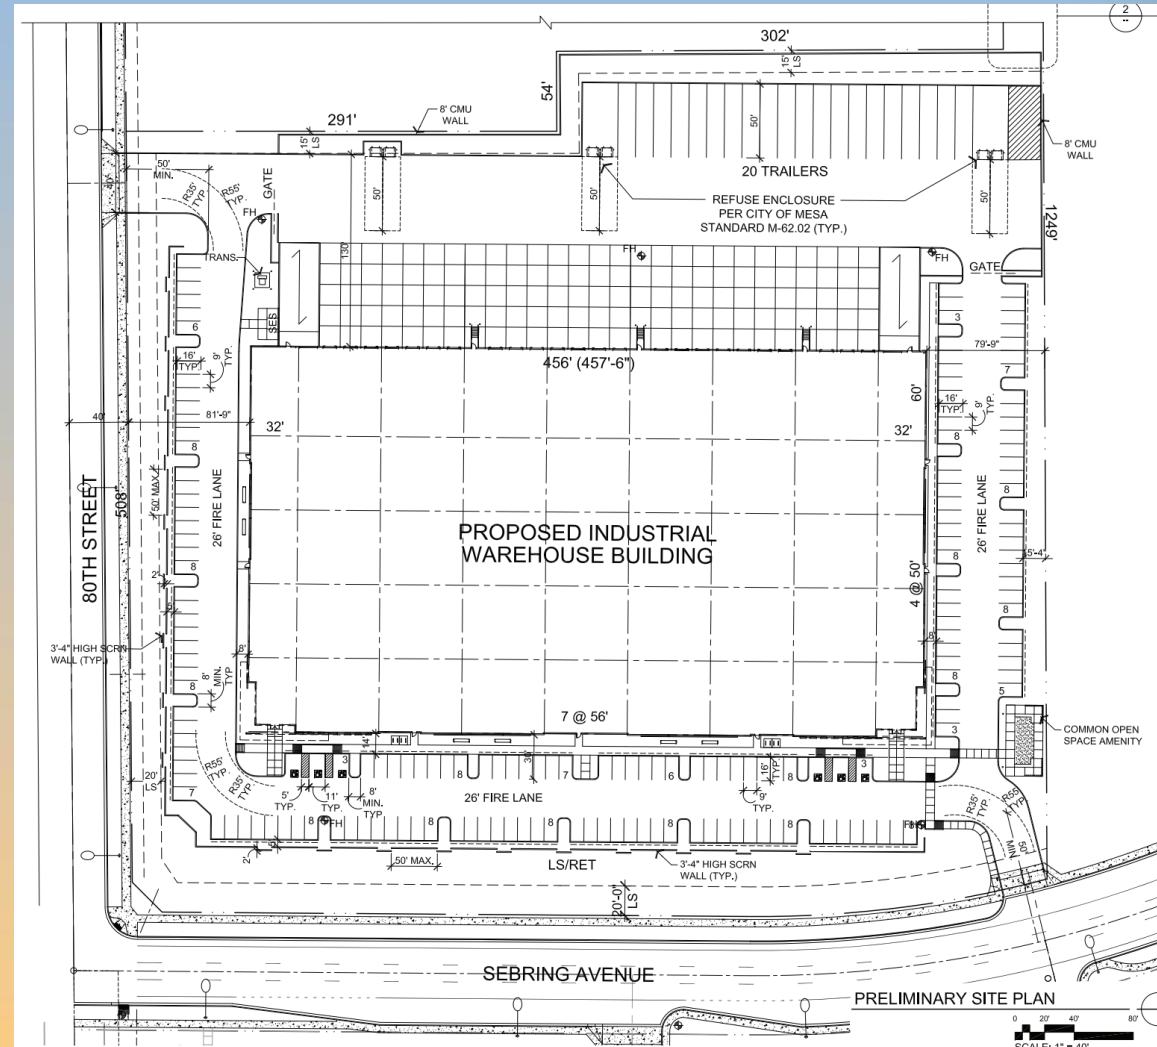 2
--
302'
15'
LS
54'
8' CMU
WALL
291'
15'
LS
50'
8' CMU
WALL
20 TRAILERS
50'
MIN.
40'
R35'
TYP.
R55'
TYP.
GATE
FH
50'
50'
50'
REFUSE ENCLOSURE
PER CITY OF MESA
STANDARD M-62.02 (TYP.)
1249'
130'
FH
FH
TRANS.
GATE
SES
6
3
16'
TYP.
9'
TYP.
456' (457'-6")
79'-9"
7
60'
16'
TYP.
9'
TYP.
40'
81'-9"
32'
32'
8
8
50' MAX.
508'
80TH STREET
26' FIRE LANE
26' FIRE LANE
8
PROPOSED INDUSTRIAL
WAREHOUSE BUILDING
5'-4"
2'
8
8
4 @ 50'
5'
8
3'-4" HIGH SCRN
WALL (TYP.)
8'
8'
8'
MIN.
TYP
8
8
5
7 @ 56'
3
COMMON OPEN
SPACE AMENITY
14'
R55'
TYP.
R35'
TYP.
20'
LS
7
3
8
7
6
16'
TYP.
8
3
5'
TYP.
11'
TYP.
8'
MIN.
TYP
26' FIRE LANE
9'
TYP.
R35'
TYP.
R55'
TYP.
8
FH
8
8
8
8
FH
50'
MIN
2'
50' MAX.
LS/RET
3'-4" HIGH SCRN
WALL (TYP.)
20'-0"
LS
SEBRING AVENUE
PRELIMINARY SITE PLAN
0 20' 40' 80'
SCALE: 1" = 40'